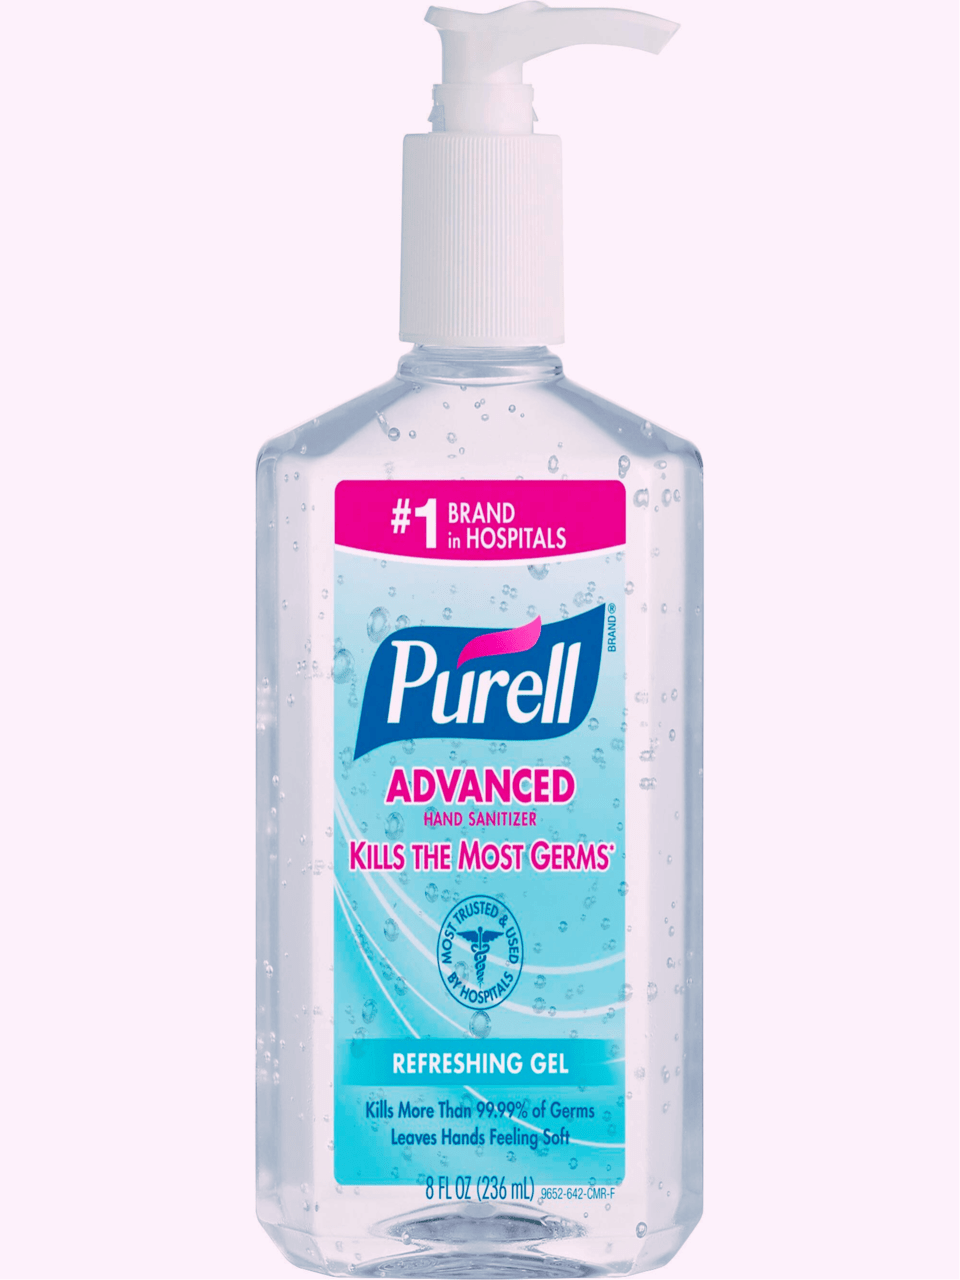 #1 BRAND
in HOSPITALS
Purell
BRAND®
ADVANCED
HAND SANITIZER
KILLS THE MOST GERMS*
MOST TRUSTED & USED
BY HOSPITALS
REFRESHING GEL
Kills More Than 99.99% of Germs
Leaves Hands Feeling Soft
8 FL OZ (236 mL) 9652-642-CMR-F